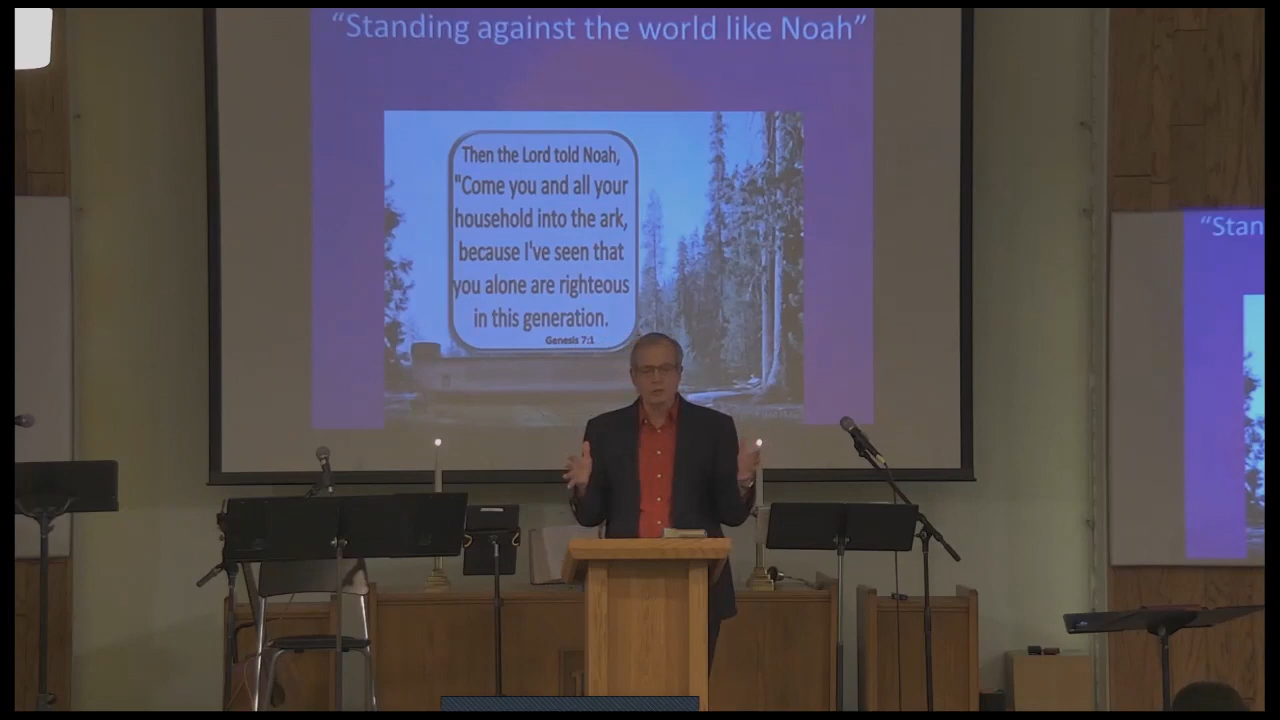 “Standing against the world like Noah”
Then the Lord told Noah,
"Come you and all your
household into the ark,
because I've seen that
you alone are righteous
in this generation.
Genesis 7:1
“Stan